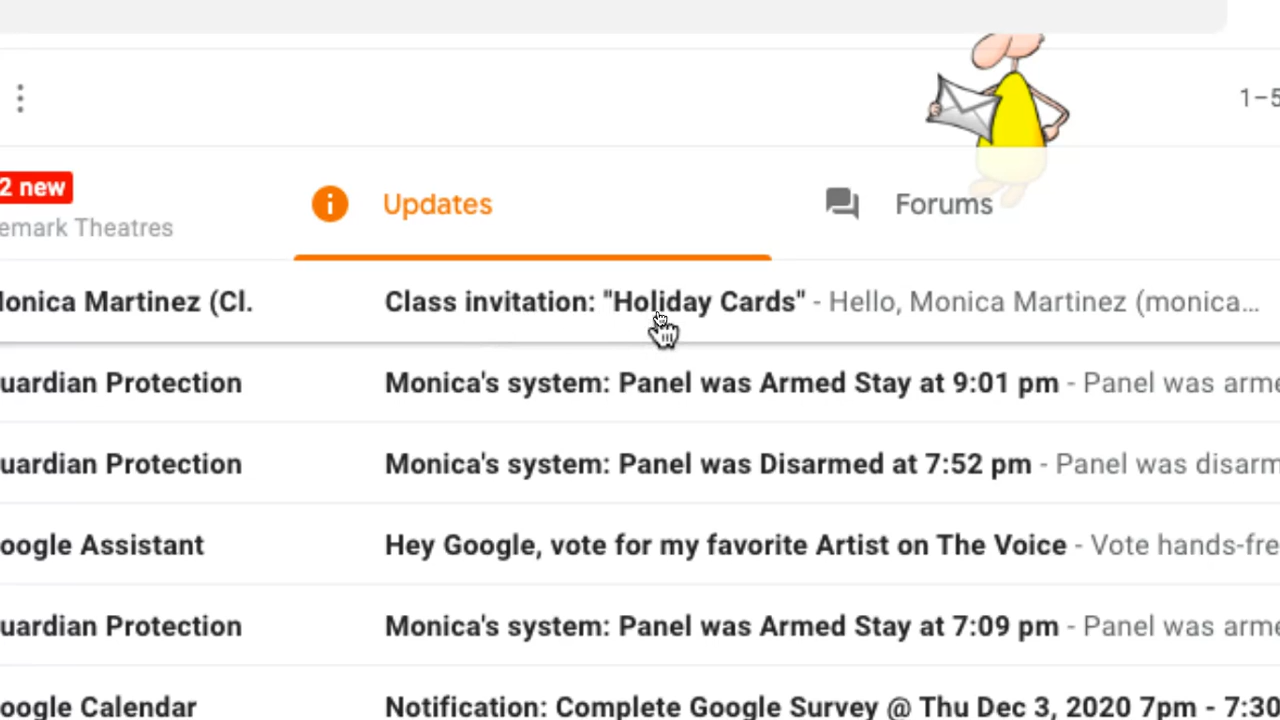 1-5
2 new
Updates
Forums
emark Theatres
onica Martinez (Cl.
Class invitation: "Holiday Cards" - Hello, Monica Martinez (monica...
uardian Protection
Monica's system: Panel was Armed Stay at 9:01 pm - Panel was arme
uardian Protection
Monica's system: Panel was Disarmed at 7:52 pm - Panel was disarm
oogle Assistant
Hey Google, vote for my favorite Artist on The Voice - Vote hands-fre
uardian Protection
Monica's system: Panel was Armed Stay at 7:09 pm - Panel was arme
oogle Calendar
Notification: Complete Google Survey @ Thu Dec 3, 2020 7pm - 7:30